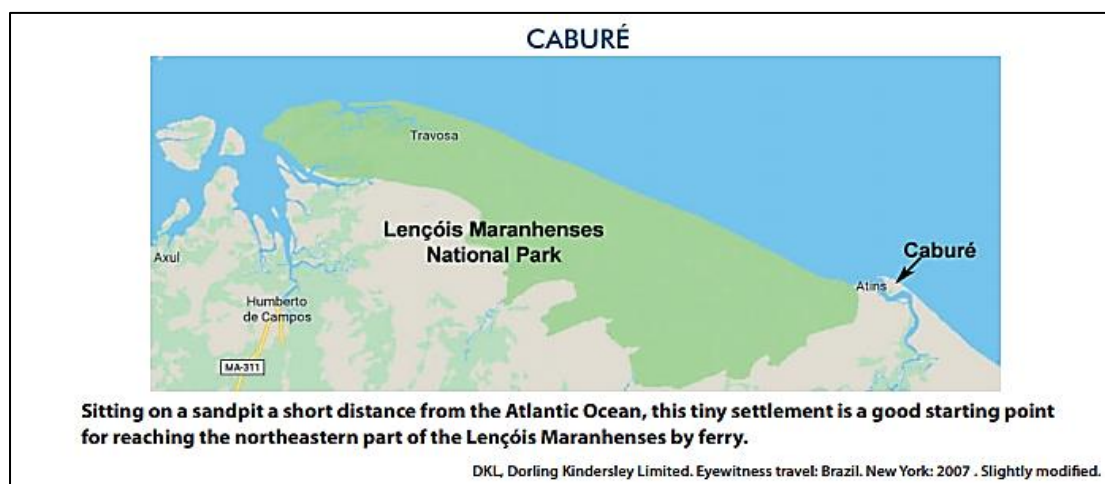 CABURÉ
Travosa
Lençóis Maranhenses
National Park
Caburé
Axul
Atins
Humberto
de Campos
MA-311
Sitting on a sandpit a short distance from the Atlantic Ocean, this tiny settlement is a good starting point
for reaching the northeastern part of the Lençóis Maranhenses by ferry.
DKL, Dorling Kindersley Limited. Eyewitness travel: Brazil. New York: 2007 . Slightly modified.